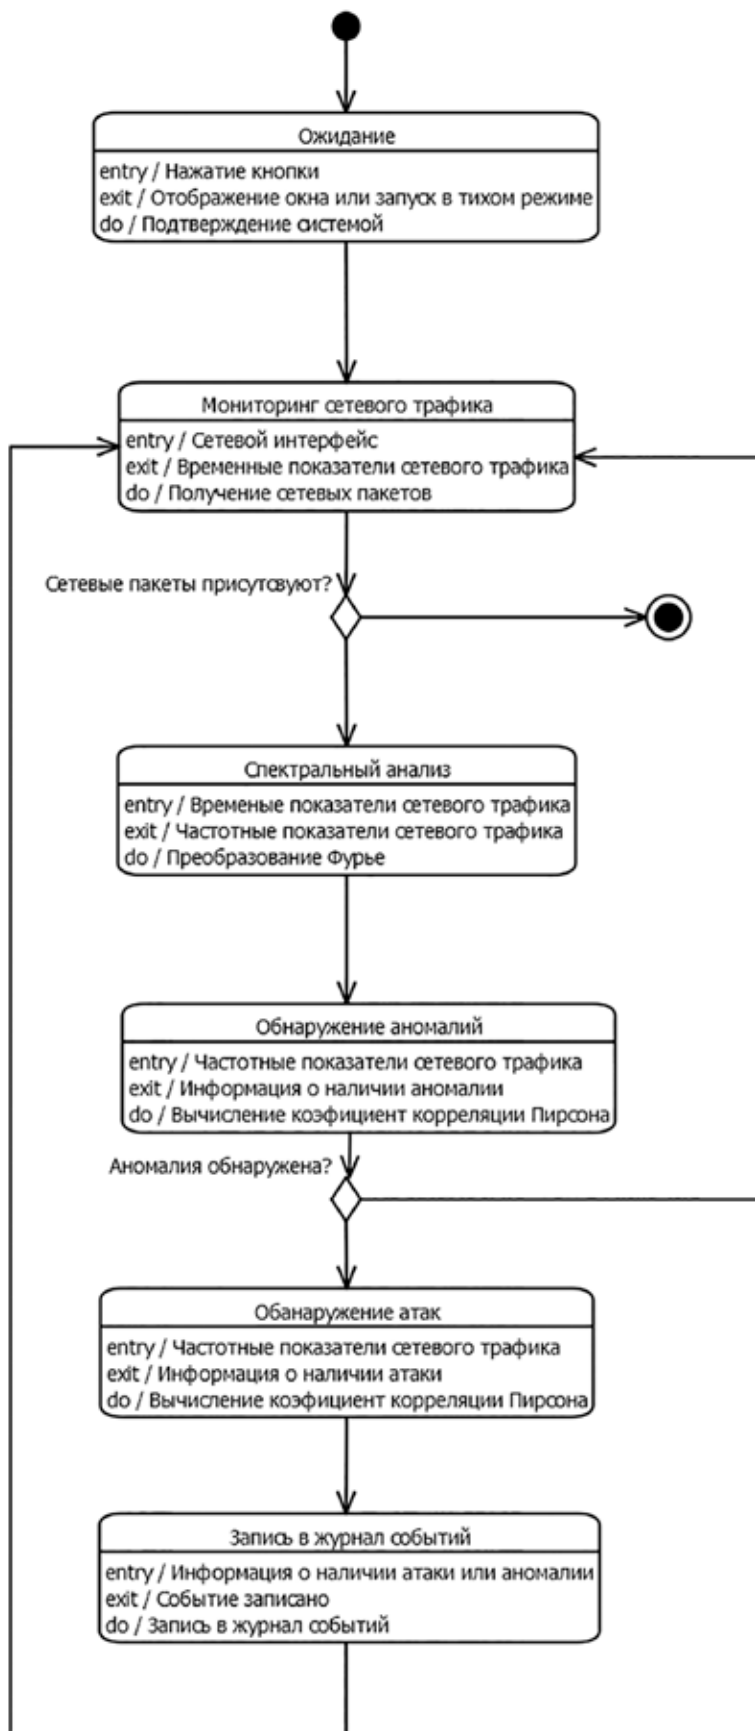 Ожидание
entry / Нажатие кнопки
exit / Отображение окна или запуск в тихом режиме
do / Подтверждение системой
Мониторинг сетевого трафика
entry / Сетевой интерфейс
exit / Временные показатели сетевого трафика
do / Получение сетевых пакетов
Сетевые пакеты присутсвуют?
Спектральный анализ
entry / Временые показатели сетевого трафика
exit / Частотные показатели сетевого трафика
do / Преобразование Фурье
Обнаружение аномалий
entry / Частотные показатели сетевого трафика
exit / Информация о наличии аномалии
do / Вычисление коэфициент корреляции Пирсона
Аномалия обнаружена?
Обанаружение атак
entry / Частотные показатели сетевого трафика
exit / Информация о наличии атаки
do / Вычисление коэфициент корреляции Пирсона
Запись в журнал событий
entry / Информация о наличии атаки или аномалии
exit / Событие записано
do / Запись в журнал событий